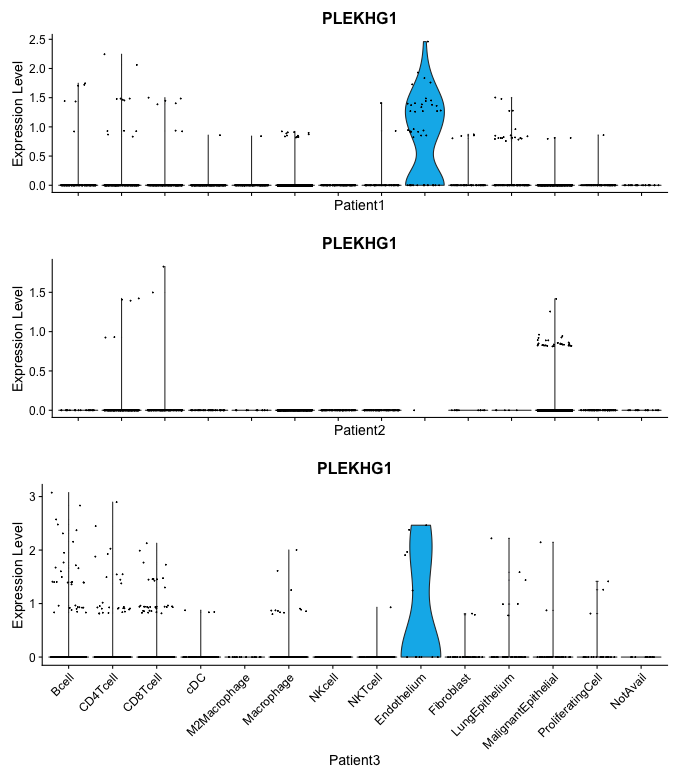 PLEKHG1
Expression Level
2.5
2.0
1.5
1.0
0.5
0.0
Patient1
PLEKHG1
Expression Level
1.5
1.0
0.5
0.0
Patient2
PLEKHG1
Expression Level
3
2
1
0
Bcell
CD4Tcell
CD8Tcell
cDC
M2Macrophage
Macrophage
NKcell
NKTcell
Endothelium
Fibroblast
LungEpithelium
MalignantEpithelial
ProliferatingCell
NotAvail
Patient3